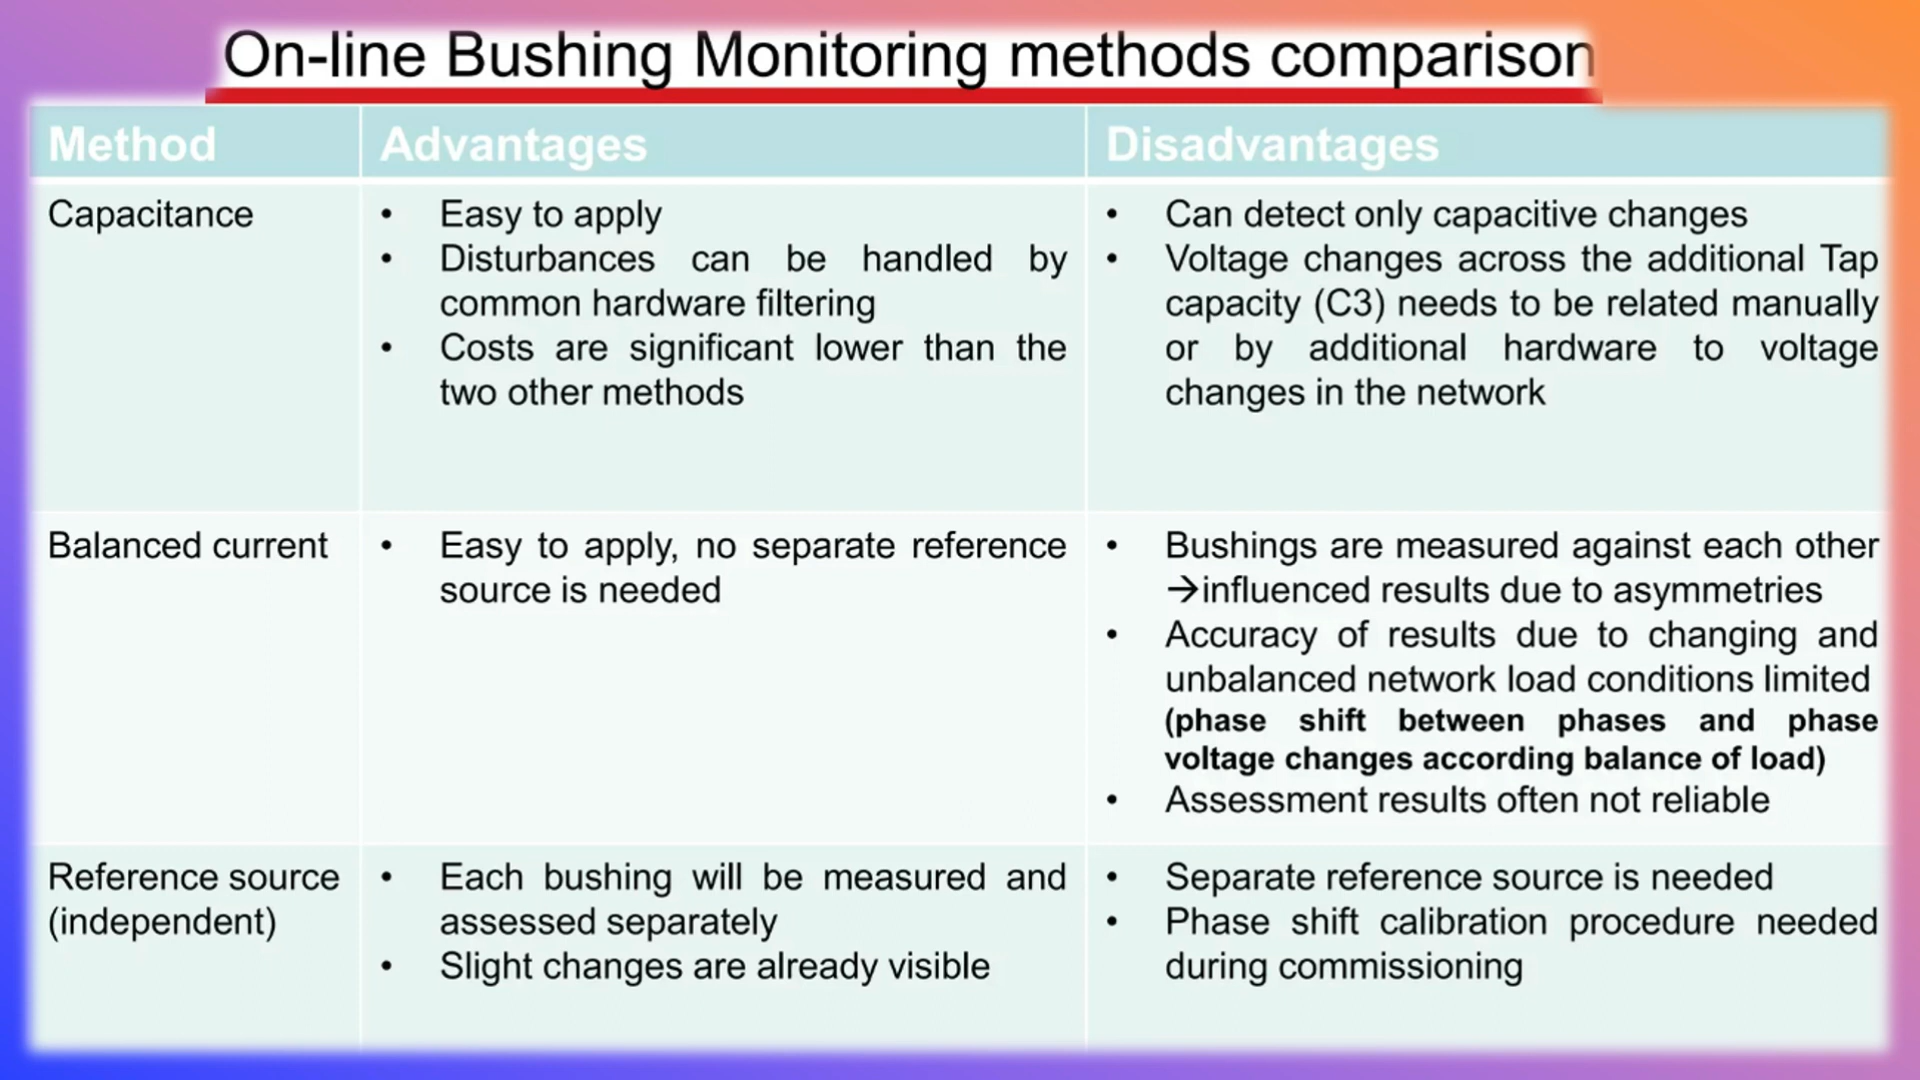 On-line Bushing Monitoring methods comparison
Method
Advantages
Disadvantages
Capacitance
• Easy to apply
• Disturbances can be handled by
common hardware filtering
• Costs are significant lower than the
two other methods
• Can detect only capacitive changes
• Voltage changes across the additional Tap
capacity (C3) needs to be related manually
or by additional hardware to voltage
changes in the network
Balanced current
• Easy to apply, no separate reference
source is needed
• Bushings are measured against each other
→influenced results due to asymmetries
• Accuracy of results due to changing and
unbalanced network load conditions limited
(phase shift between phases and phase
voltage changes according balance of load)
• Assessment results often not reliable
Reference source
(independent)
• Each bushing will be measured and
assessed separately
• Slight changes are already visible
• Separate reference source is needed
• Phase shift calibration procedure needed
during commissioning